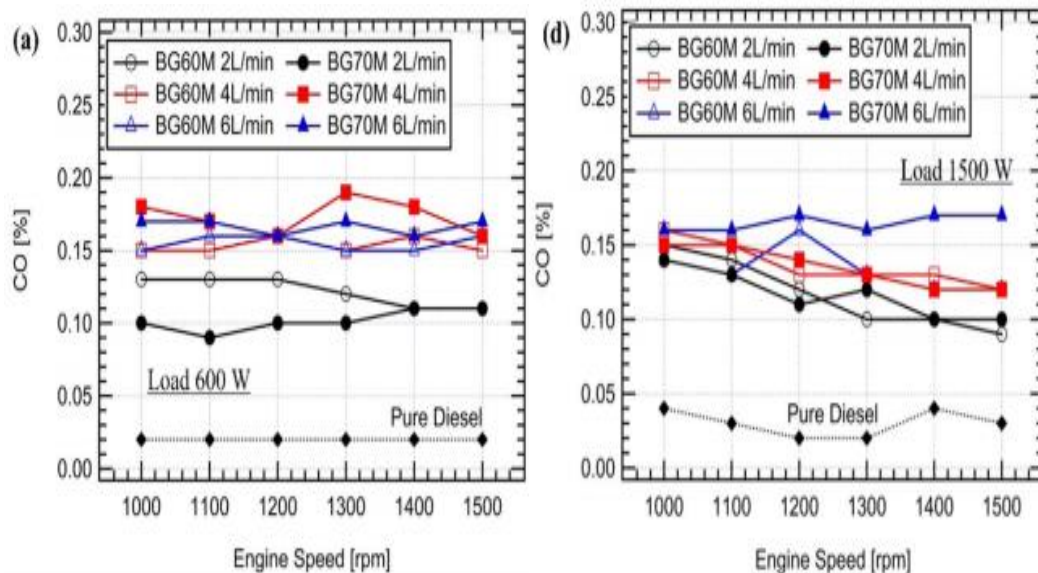 (a)
0.30
0.25
0.20
0.15
0.10
0.05
0.00
CO [%]
BG60M 2L/min BG70M 2L/min
BG60M 4L/min BG70M 4L/min
BG60M 6L/min BG70M 6L/min
Load 600 W
Pure Diesel
1000 1100 1200 1300 1400 1500
Engine Speed [rpm]
(d)
0.30
0.25
0.20
0.15
0.10
0.05
0.00
CO [%]
BG60M 2L/min BG70M 2L/min
BG60M 4L/min BG70M 4L/min
BG60M 6L/min BG70M 6L/min
Load 1500 W
Pure Diesel
1000 1100 1200 1300 1400 1500
Engine Speed [rpm]